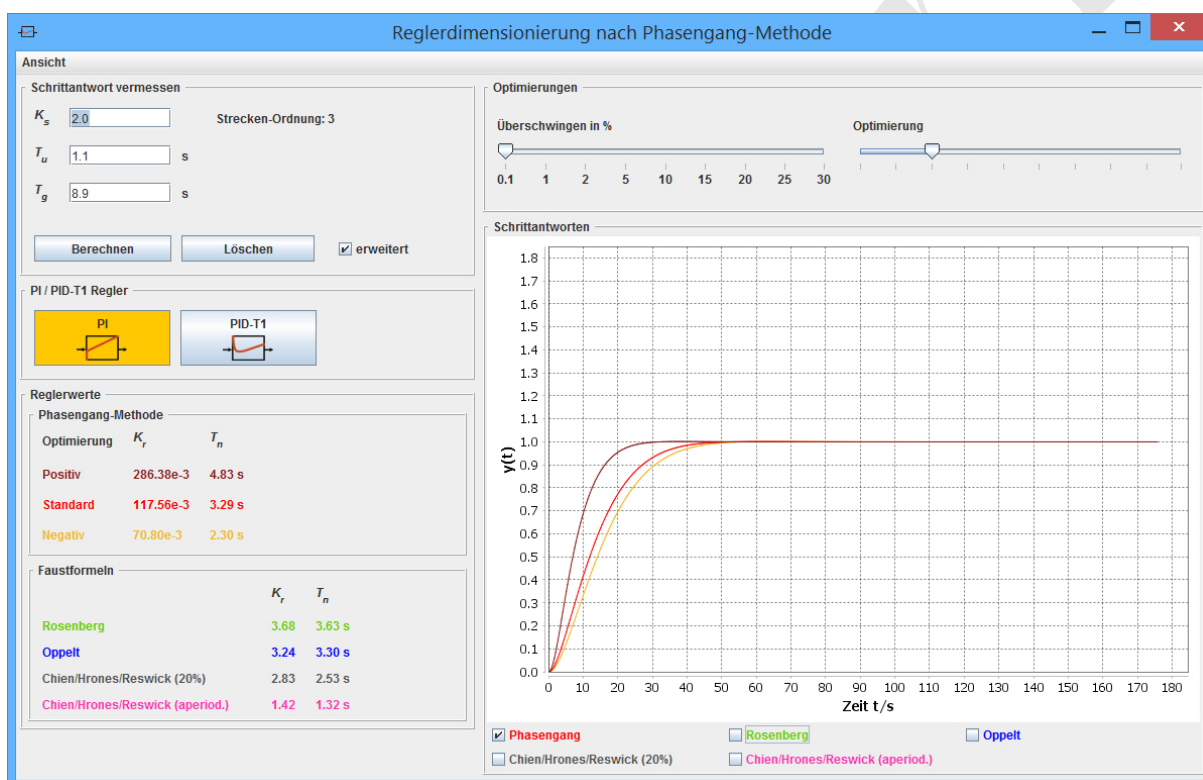 Reglerdimensionierung nach Phasengang-Methode
Ansicht
Schrittantwort vermessen
K_s 2.0 Strecken-Ordnung: 3
T_u 1.1 s
T_g 8.9 s
Berechnen Löschen erweitert
PI / PID-T1 Regler
PI PID-T1
Reglerwerte
Phasengang-Methode
Optimierung K_r T_n
Positiv 286.38e-3 4.83 s
Standard 117.56e-3 3.29 s
Negativ 70.80e-3 2.30 s
Faustformeln
K_r T_n
Rosenberg 3.68 3.63 s
Oppelt 3.24 3.30 s
Chien/Hrones/Reswick (20%) 2.83 2.53 s
Chien/Hrones/Reswick (aperiod.) 1.42 1.32 s
Optimierungen
Überschwingen in % Optimierung
0.1 1 2 5 10 15 20 25 30
Schrittantworten
1.8
1.7
1.6
1.5
1.4
1.3
1.2
1.1
1.0
0.9
0.8
0.7
0.6
0.5
0.4
0.3
0.2
0.1
0.0
y(t)
0 10 20 30 40 50 60 70 80 90 100 110 120 130 140 150 160 170 180
Zeit t/s
Phasengang Rosenberg Oppelt
Chien/Hrones/Reswick (20%) Chien/Hrones/Reswick (aperiod.)